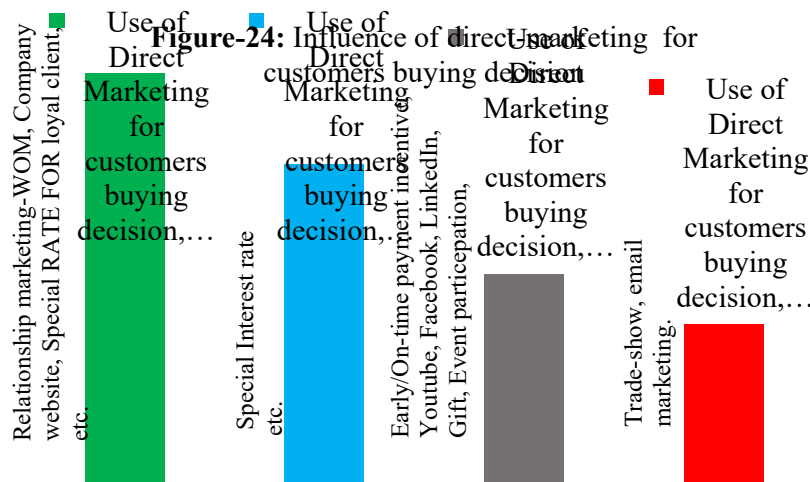 Figure-24: Influence of direct marketing for
customers buying decision
Relationship marketing-WOM, Company
website, Special RATE FOR loyal client,
etc.
Use of
Direct
Marketing
for
customers
buying
decision,…
Special Interest rate
Use of
Direct
Marketing
for
customers
buying
decision,…
Early/On-time payment incentive,
Youtube, Facebook, LinkedIn,
Gift, Event particepation,
Use of
Direct
Marketing
for
customers
buying
decision,…
Trade-show, email
marketing.
Use of
Direct
Marketing
for
customers
buying
decision,…